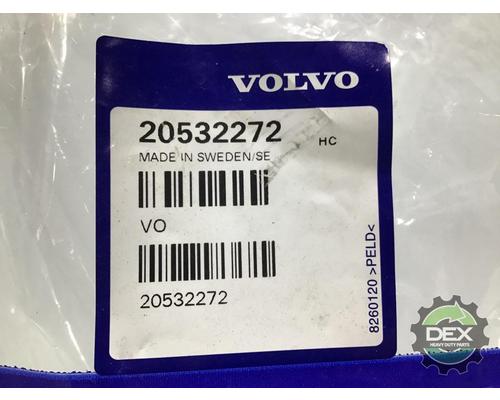 VOLVO
20532272
HC
MADE IN SWEDEN/SE
VO
20532272
8260120 >PELD<
DEX
HEAVY DUTY PARTS